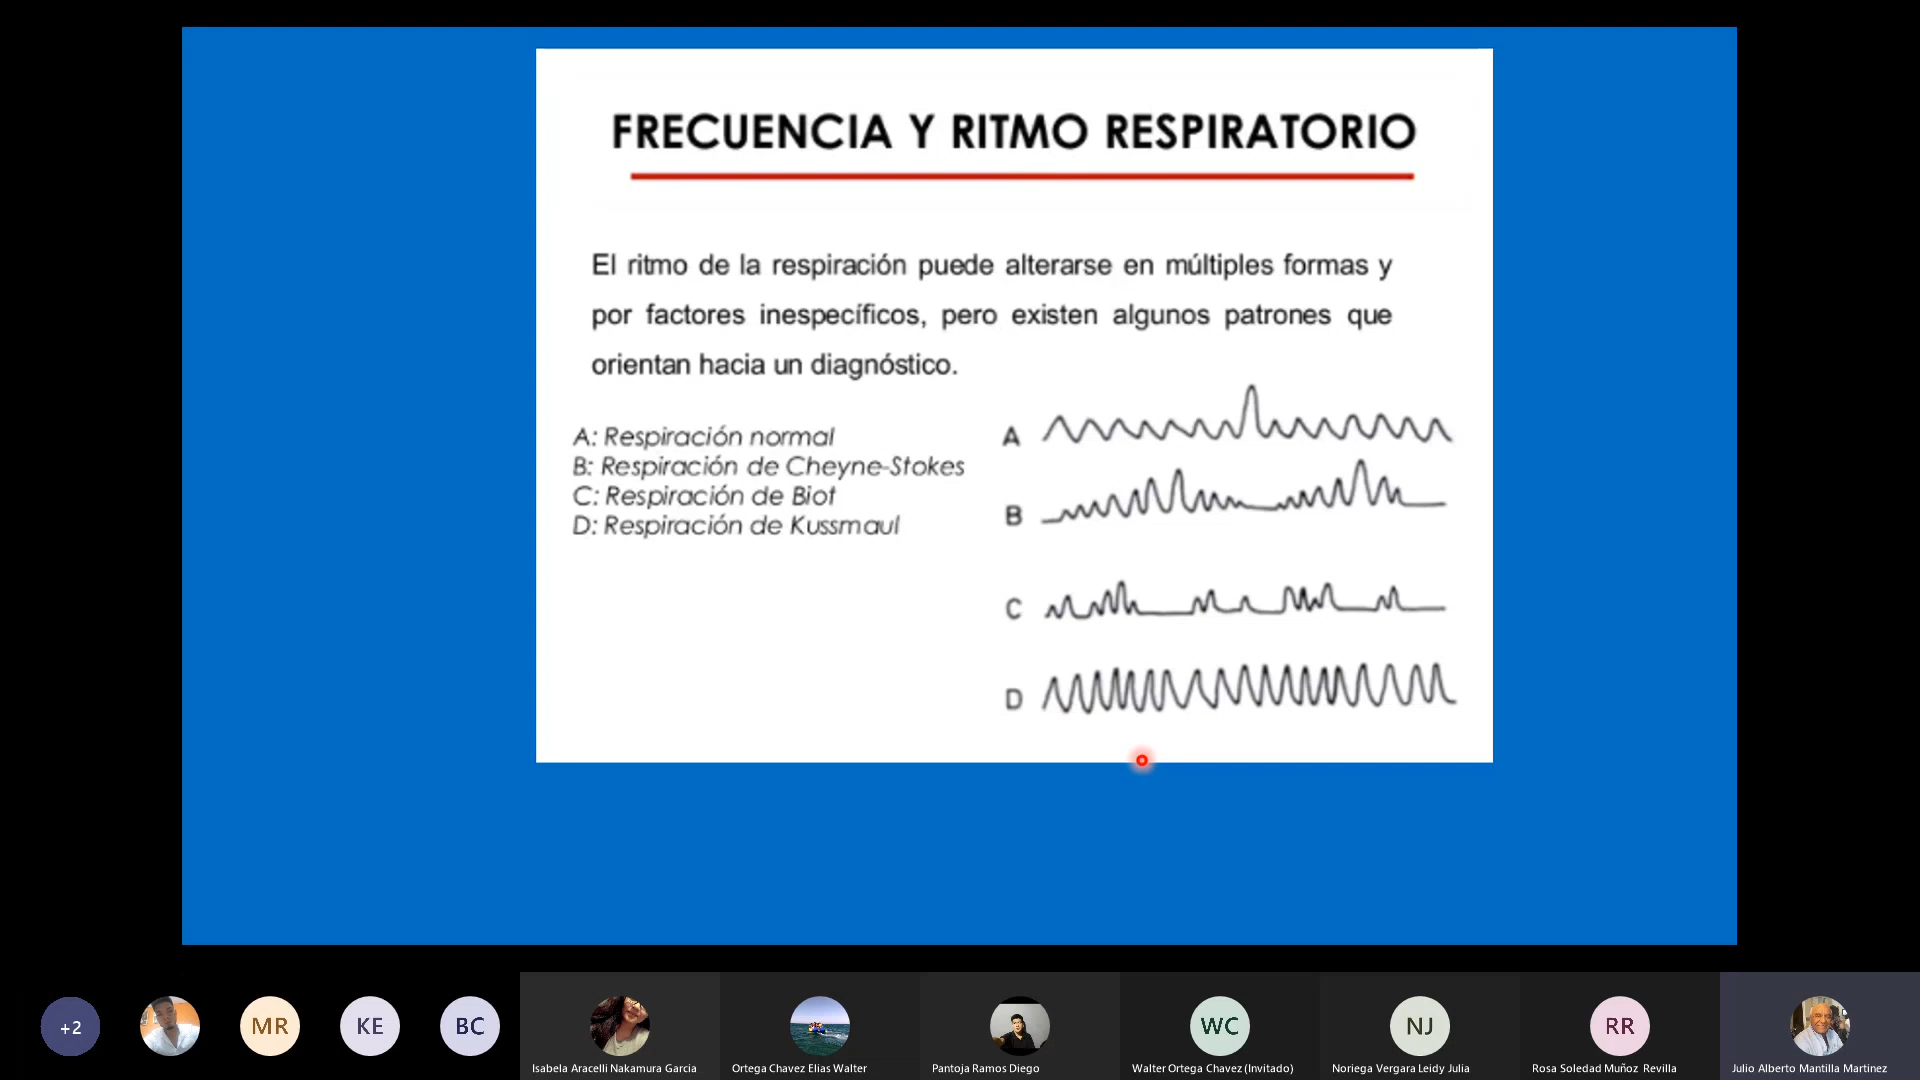 FRECUENCIA Y RITMO RESPIRATORIO
El ritmo de la respiración puede alterarse en múltiples formas y
por factores inespecíficos, pero existen algunos patrones que
orientan hacia un diagnóstico.
A: Respiración normal
B: Respiración de Cheyne-Stokes
C: Respiración de Biot
D: Respiración de Kussmaul
A
B
C
D
+2
MR
KE
BC
WC
NJ
RR
Isabela Aracelli Nakamura Garcia
Ortega Chavez Elias Walter
Pantoja Ramos Diego
Walter Ortega Chavez (Invitado)
Noriega Vergara Leidy Julia
Rosa Soledad Muñoz Revilla
Julio Alberto Mantilla Martinez